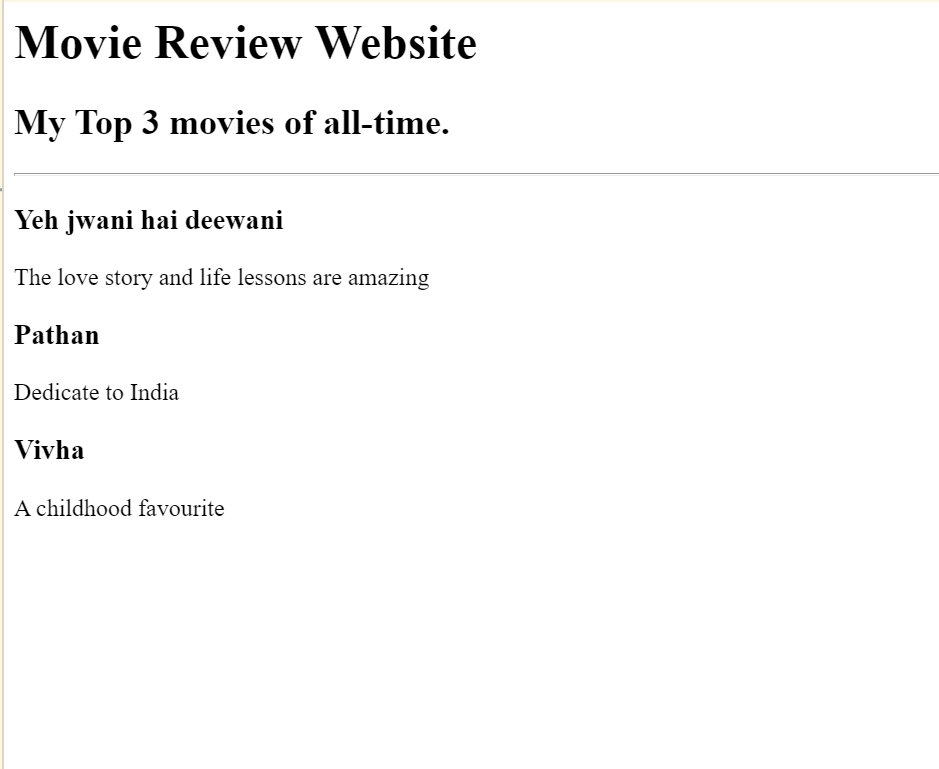 Movie Review Website
My Top 3 movies of all-time.
Yeh jwani hai deewani
The love story and life lessons are amazing
Pathan
Dedicate to India
Vivha
A childhood favourite